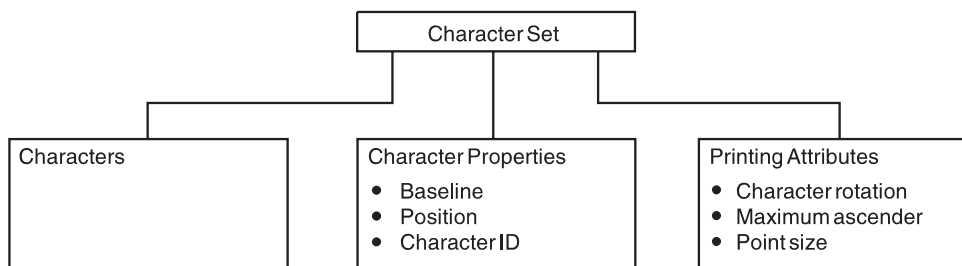 Character Set
Characters
Character Properties
• Baseline
• Position
• Character ID
Printing Attributes
• Character rotation
• Maximum ascender
• Point size